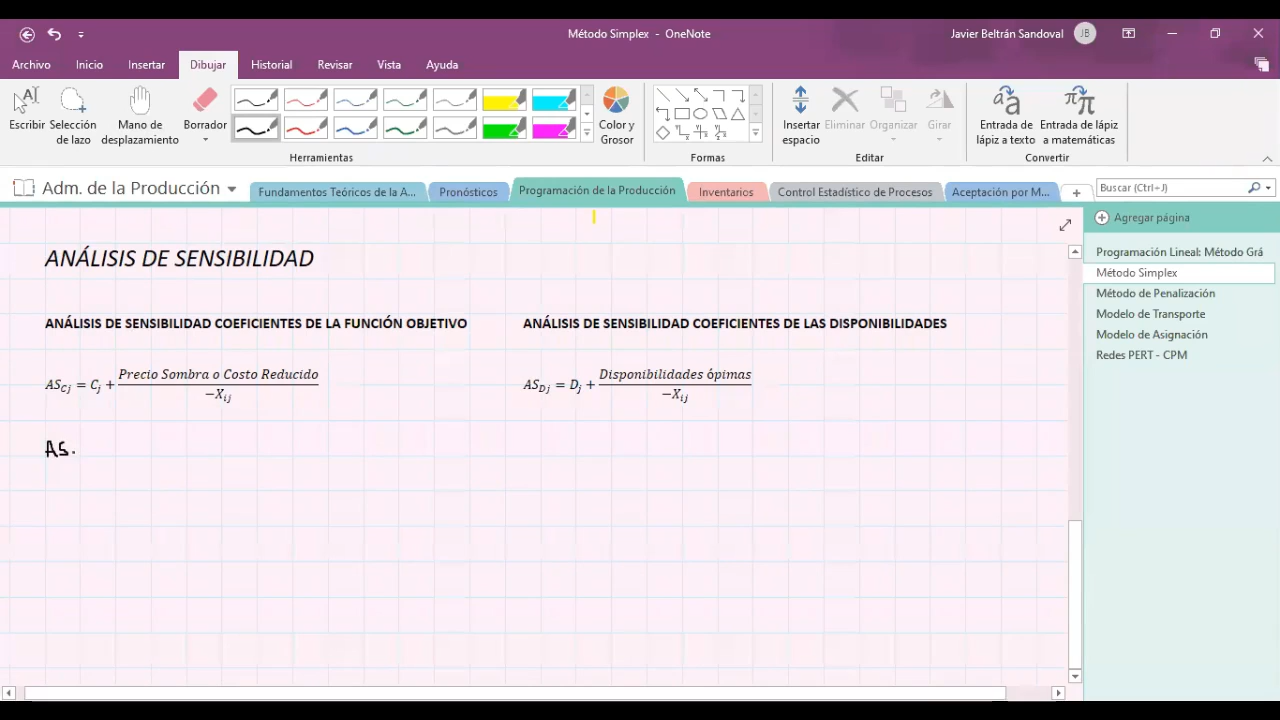 Método Simplex - OneNote
Javier Beltrán Sandoval JB
Archivo Inicio Insertar Dibujar Historial Revisar Vista Ayuda
Escribir
Selección de lazo
Mano de desplazamiento
Borrador
Color y Grosor
Insertar espacio
Eliminar
Organizar
Girar
Entrada de lápiz a texto
Entrada de lápiz a matemáticas
Herramientas Formas Editar Convertir
Adm. de la Producción
Fundamentos Teóricos de la A... Pronósticos Programación de la Producción Inventarios Control Estadístico de Procesos Aceptación por M... +
Buscar (Ctrl+J)
Agregar página
Programación Lineal: Método Grá
Método Simplex
Método de Penalización
Modelo de Transporte
Modelo de Asignación
Redes PERT - CPM
ANÁLISIS DE SENSIBILIDAD
ANÁLISIS DE SENSIBILIDAD COEFICIENTES DE LA FUNCIÓN OBJETIVO
AS_Cj = C_j + Precio Sombra o Costo Reducido / -X_ij
ANÁLISIS DE SENSIBILIDAD COEFICIENTES DE LAS DISPONIBILIDADES
AS_Dj = D_j + Disponibilidades ópimas / -X_ij
AS.